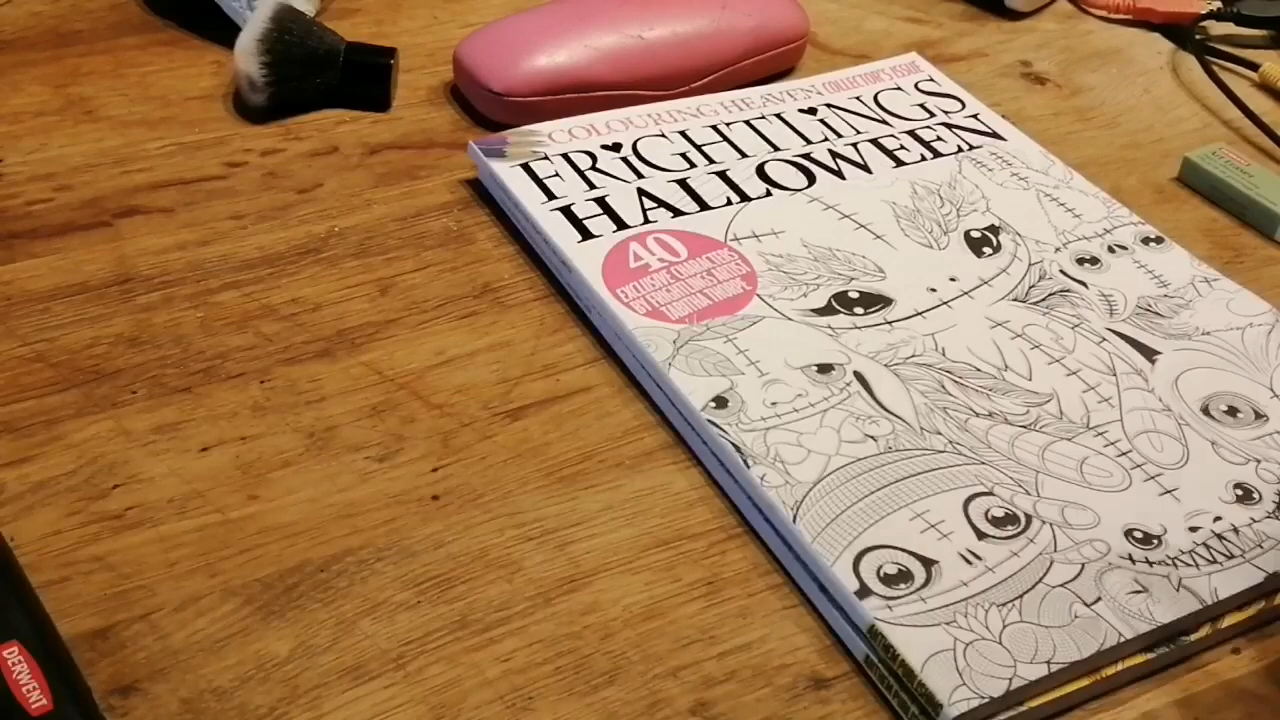 COLOURING HEAVEN COLLECTOR'S ISSUE
FRiGHTLiNGS
HALLOWEEN
40
EXCLUSIVE CHARACTERS
BY FRIGHTLINGS ARTIST
TABITHA THORPE
DERWENT